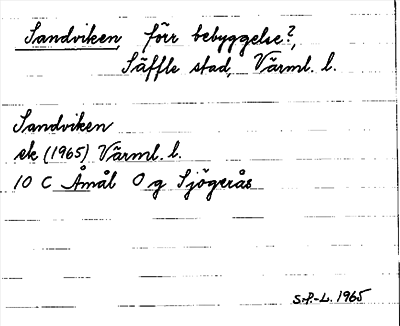 Sandviken, förr bebyggelse?,
Säffle stad, Värml. l.
Sandviken
ek (1965) Värml. l.
10 C Åmål O g Sjögerås
S.P.-L. 1965